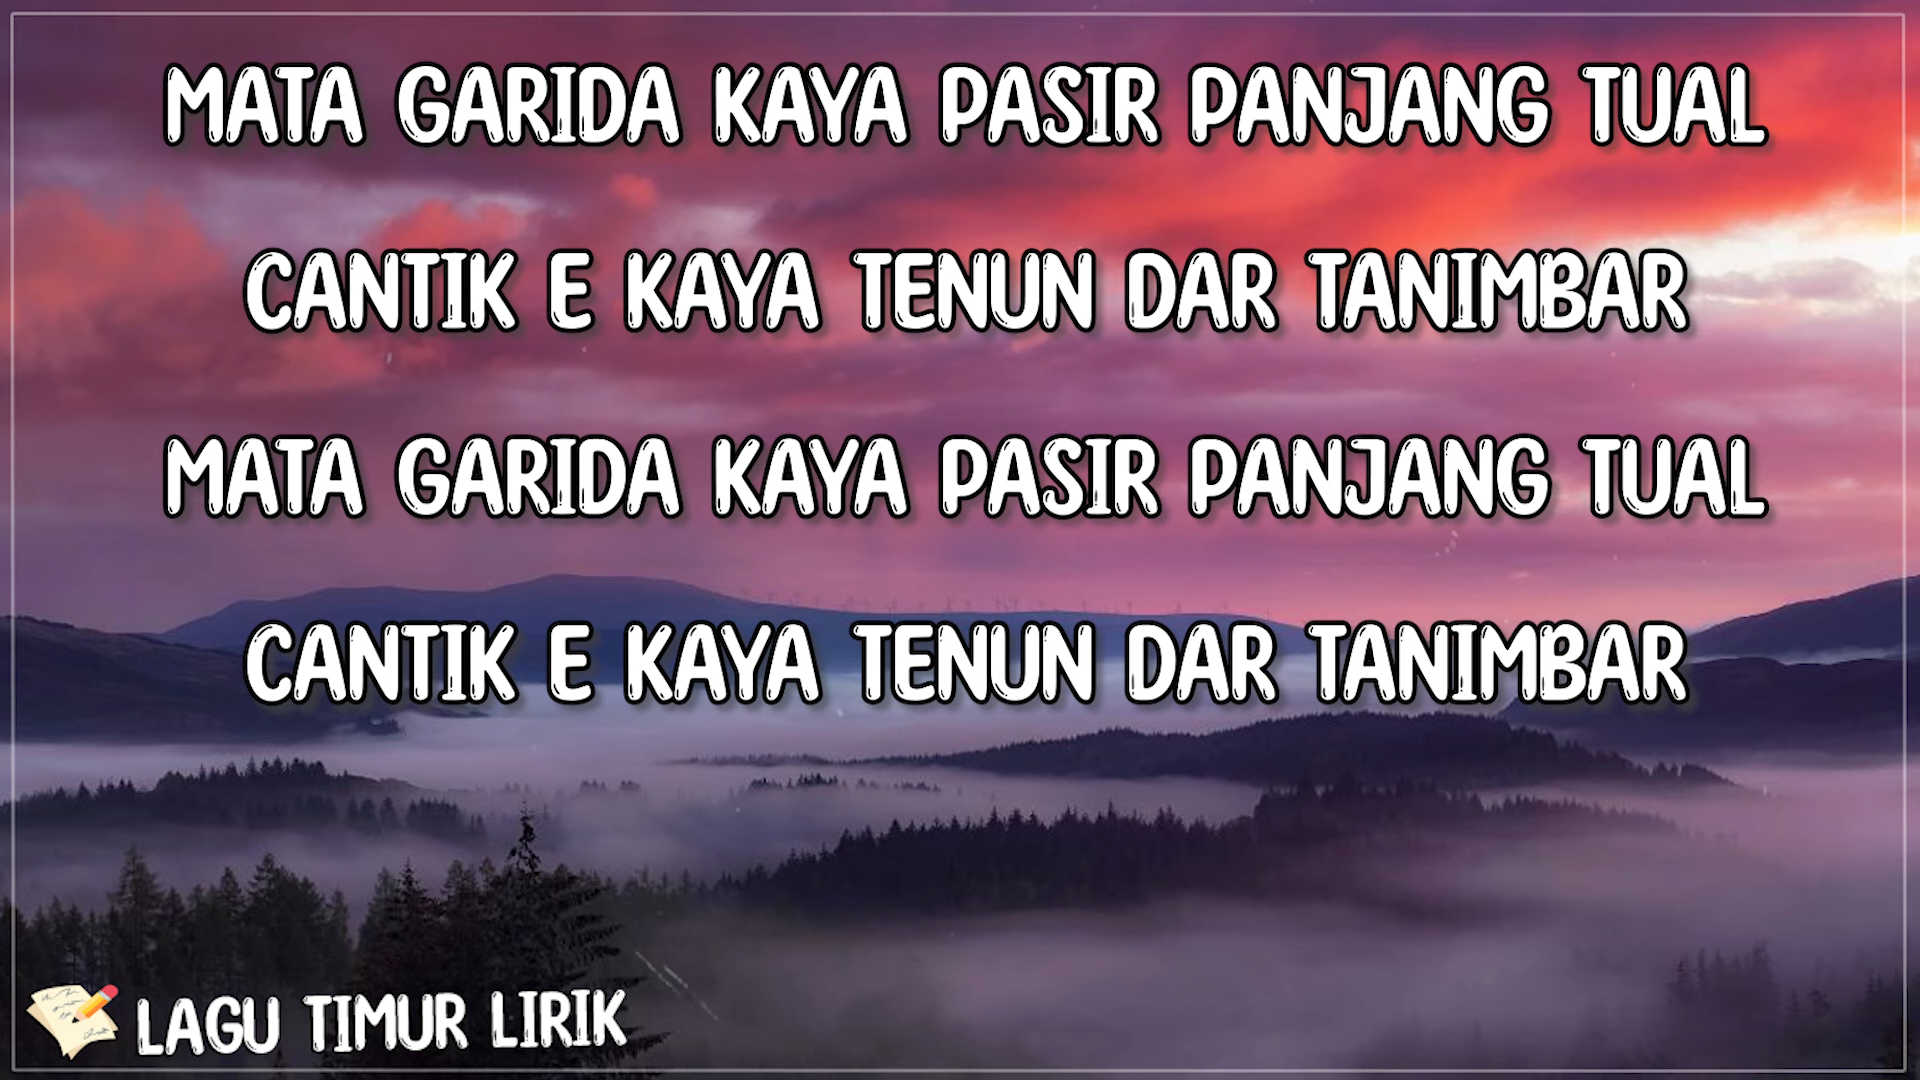 MATA GARIDA KAYA PASIR PANJANG TUAL
CANTIK E KAYA TENUN DAR TANIMBAR
MATA GARIDA KAYA PASIR PANJANG TUAL
CANTIK E KAYA TENUN DAR TANIMBAR
LAGU TIMUR LIRIK